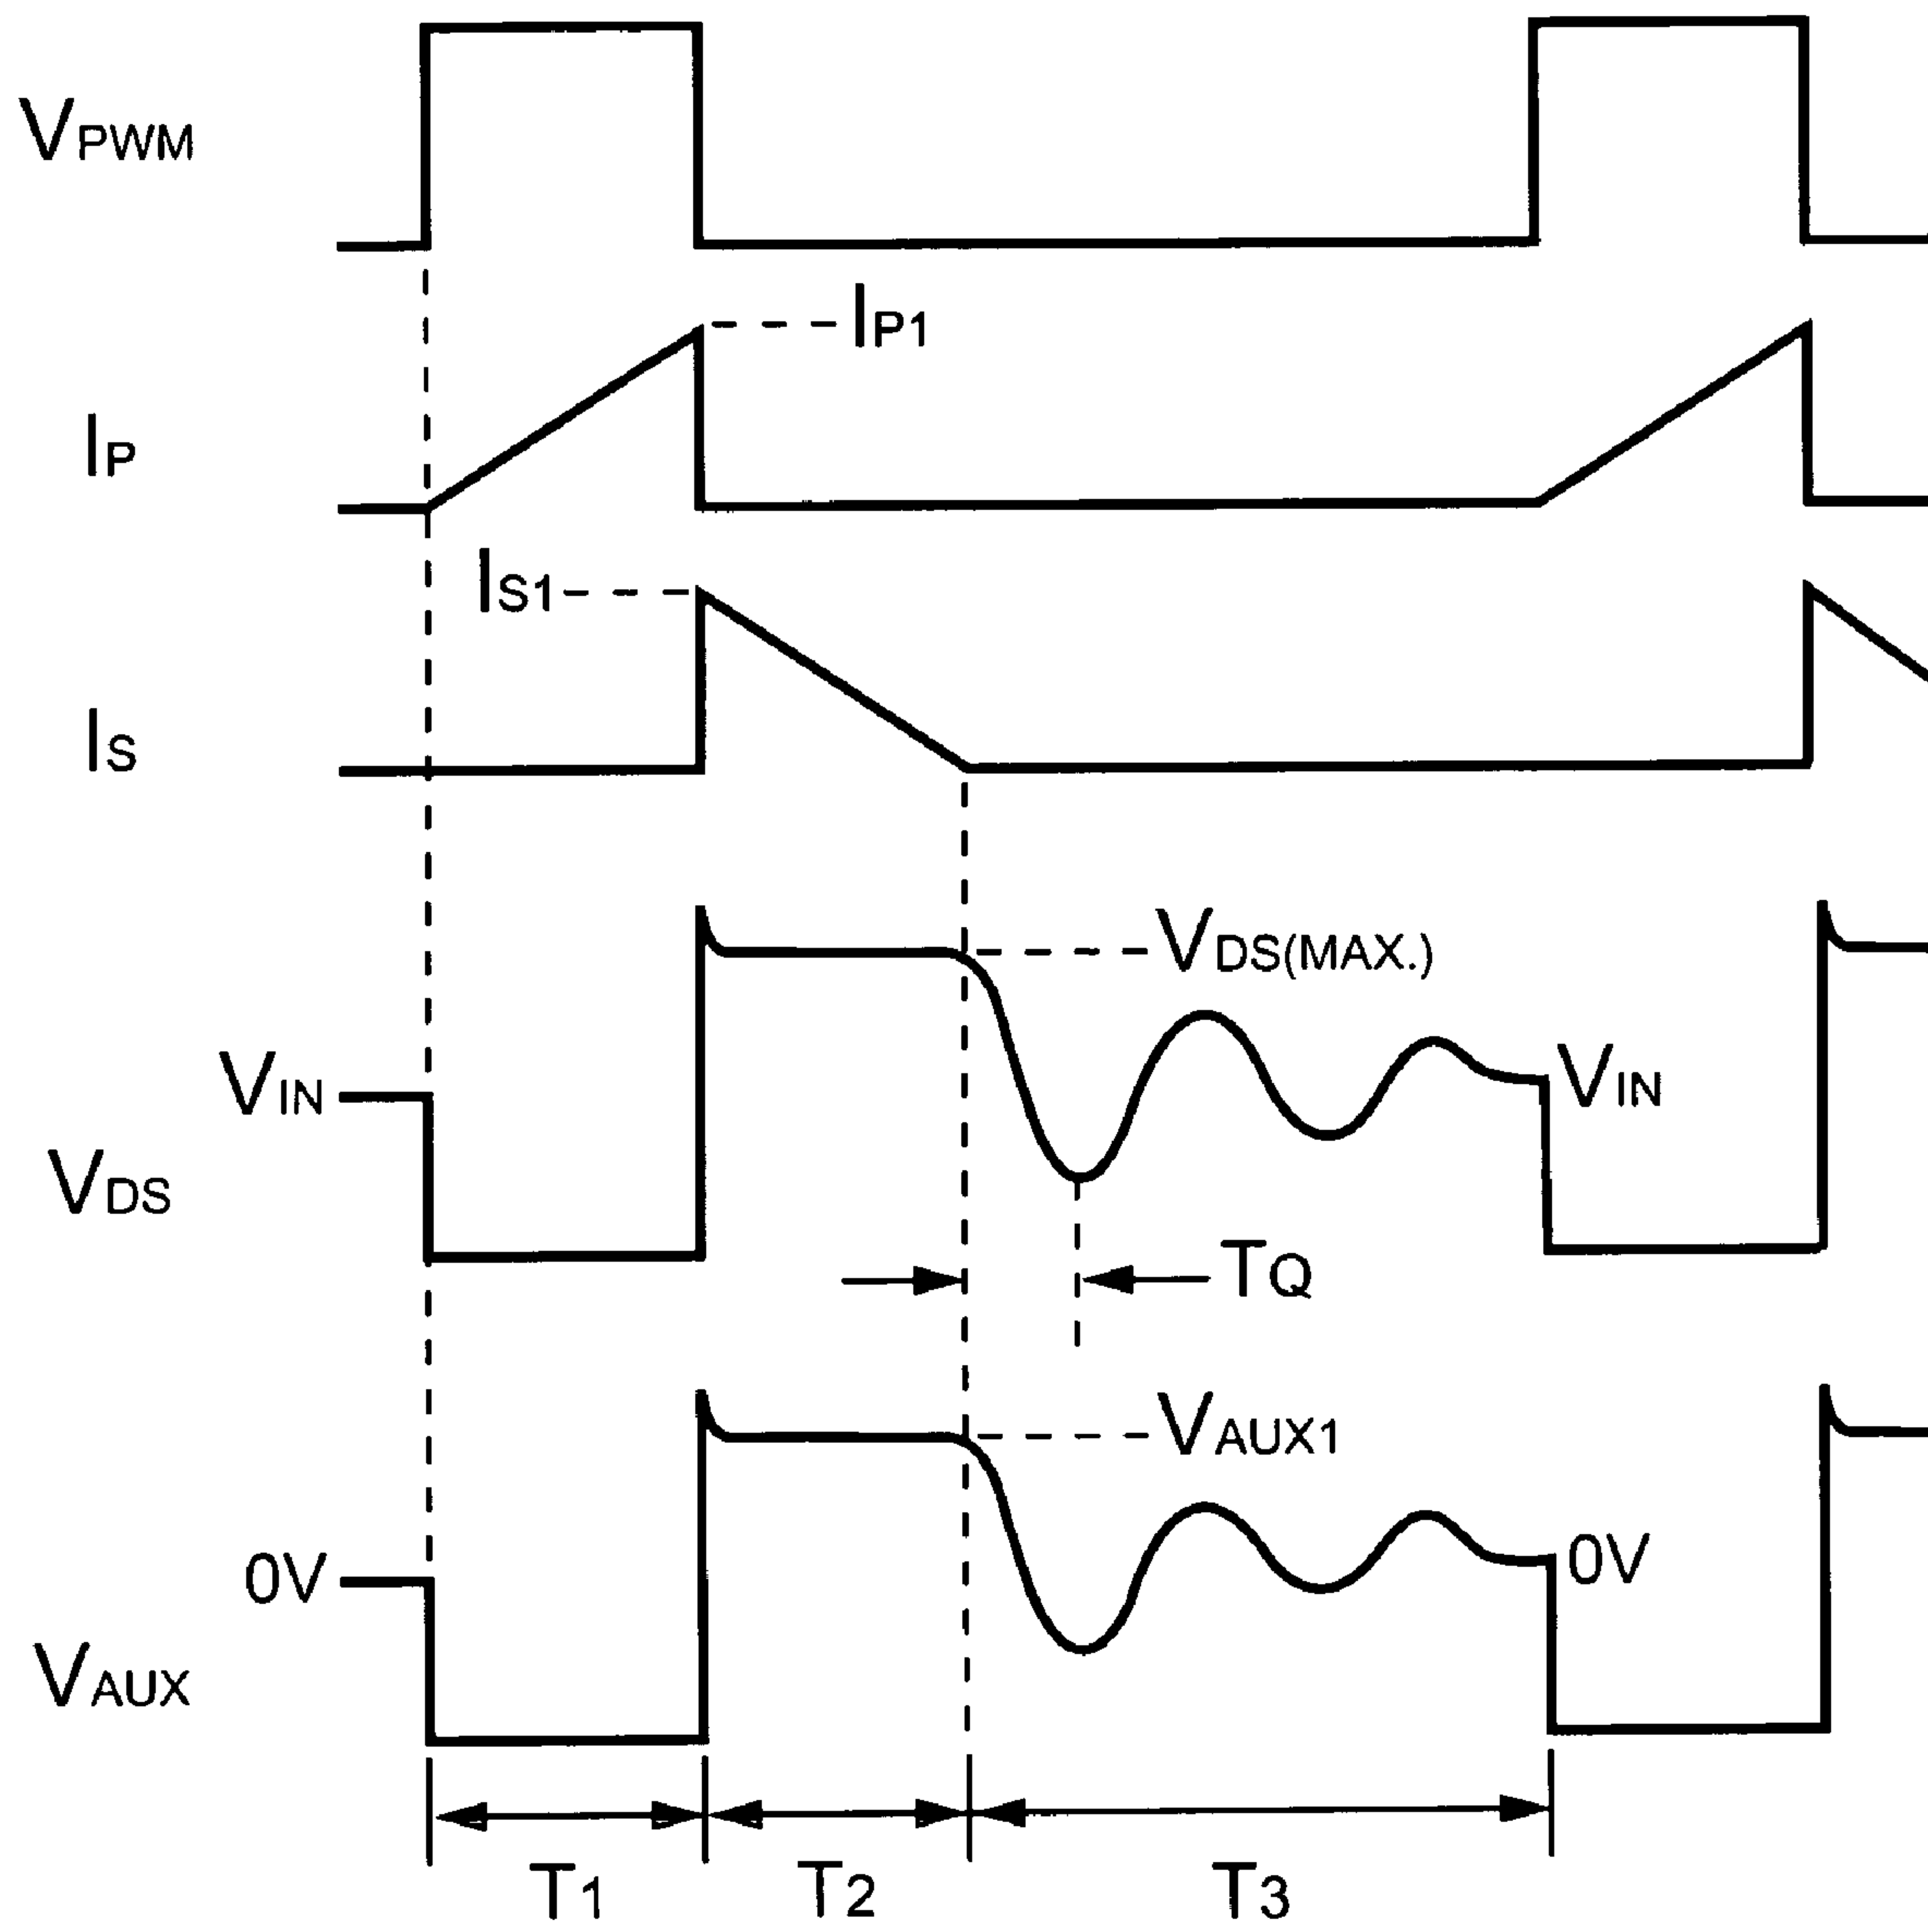 VPWM
IP1
IP
IS1
IS
VDS(MAX.)
VIN
VIN
VDS
TQ
VAUX1
0V
0V
VAUX
T1
T2
T3